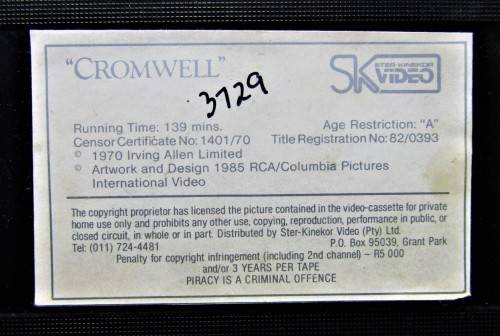 "CROMWELL"
STER-KINEKOR
SK VIDEO
3729
Running Time: 139 mins.
Age Restriction: "A"
Censor Certificate No: 1401/70
Title Registration No: 82/0393
© 1970 Irving Allen Limited
© Artwork and Design 1985 RCA/Columbia Pictures
International Video
The copyright proprietor has licensed the picture contained in the video-cassette for private
home use only and prohibits any other use, copying, reproduction, performance in public, or
closed circuit, in whole or in part. Distributed by Ster-Kinekor Video (Pty) Ltd.
Tel: (011) 724-4481
P.O. Box 95039, Grant Park
Penalty for copyright infringement (including 2nd channel) – R5 000
and/or 3 YEARS PER TAPE
PIRACY IS A CRIMINAL OFFENCE